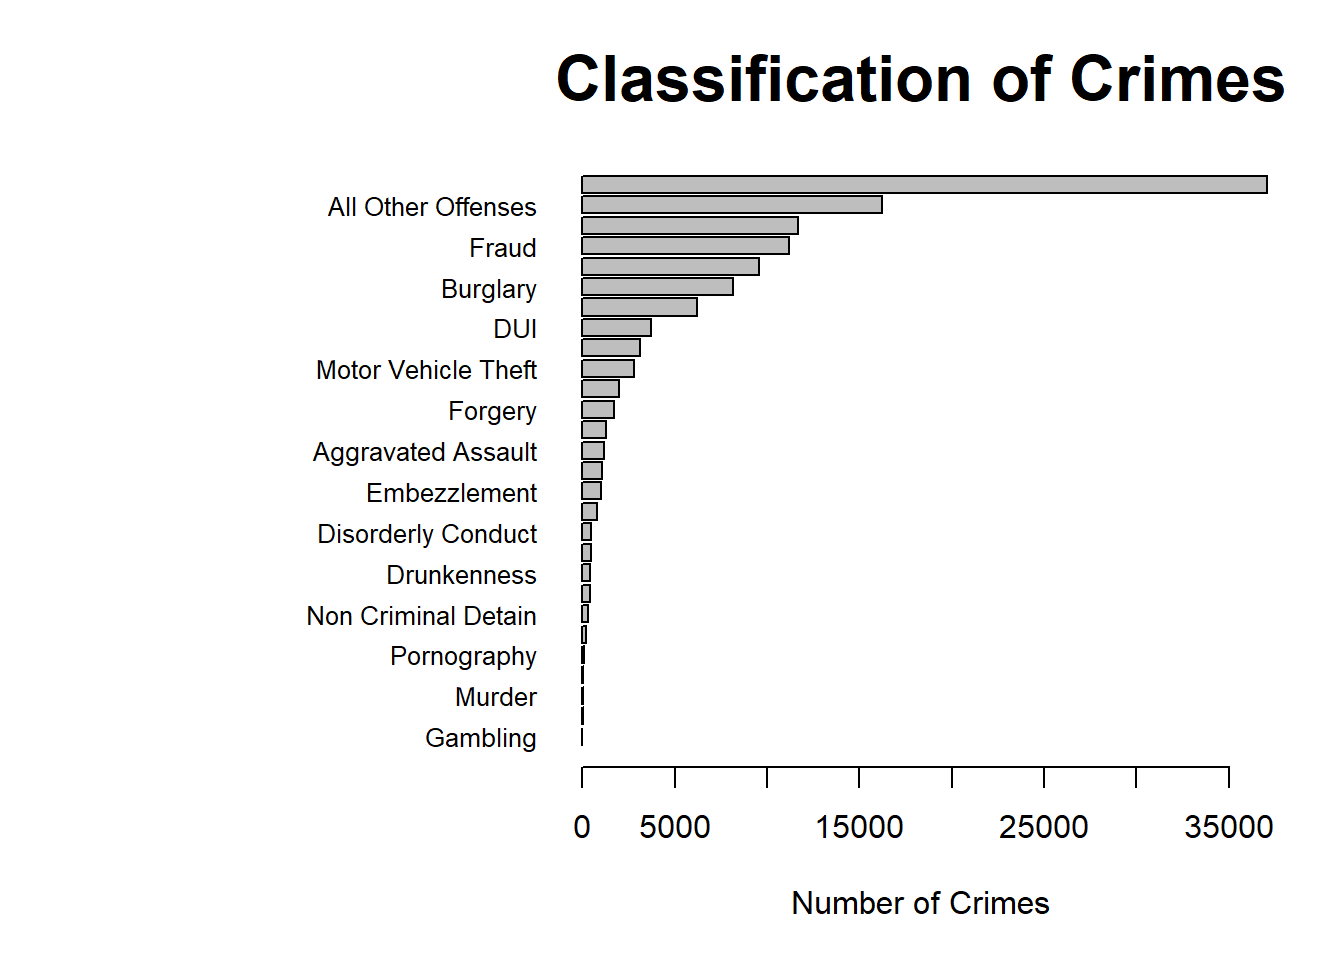 Classification of Crimes
All Other Offenses
Fraud
Burglary
DUI
Motor Vehicle Theft
Forgery
Aggravated Assault
Embezzlement
Disorderly Conduct
Drunkenness
Non Criminal Detain
Pornography
Murder
Gambling
0 5000 15000 25000 35000
Number of Crimes